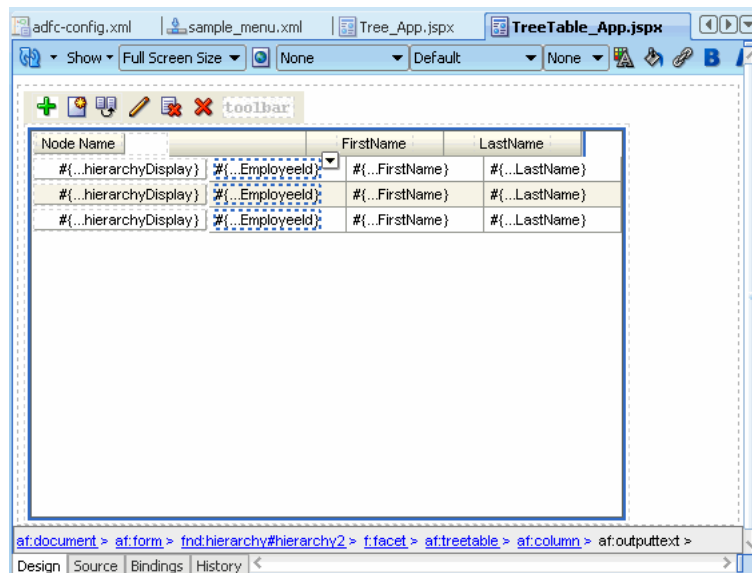 adfc-config.xml sample_menu.xml Tree_App.jspx TreeTable_App.jspx
Show Full Screen Size None Default None B
toolbar
Node Name FirstName LastName
#{...hierarchyDisplay} #{...EmployeeId} #{...FirstName} #{...LastName}
#{...hierarchyDisplay} #{...EmployeeId} #{...FirstName} #{...LastName}
#{...hierarchyDisplay} #{...EmployeeId} #{...FirstName} #{...LastName}
af:document > af:form > fnd:hierarchy#hierarchy2 > f:facet > af:treetable > af:column > af:outputtext >
Design Source Bindings History